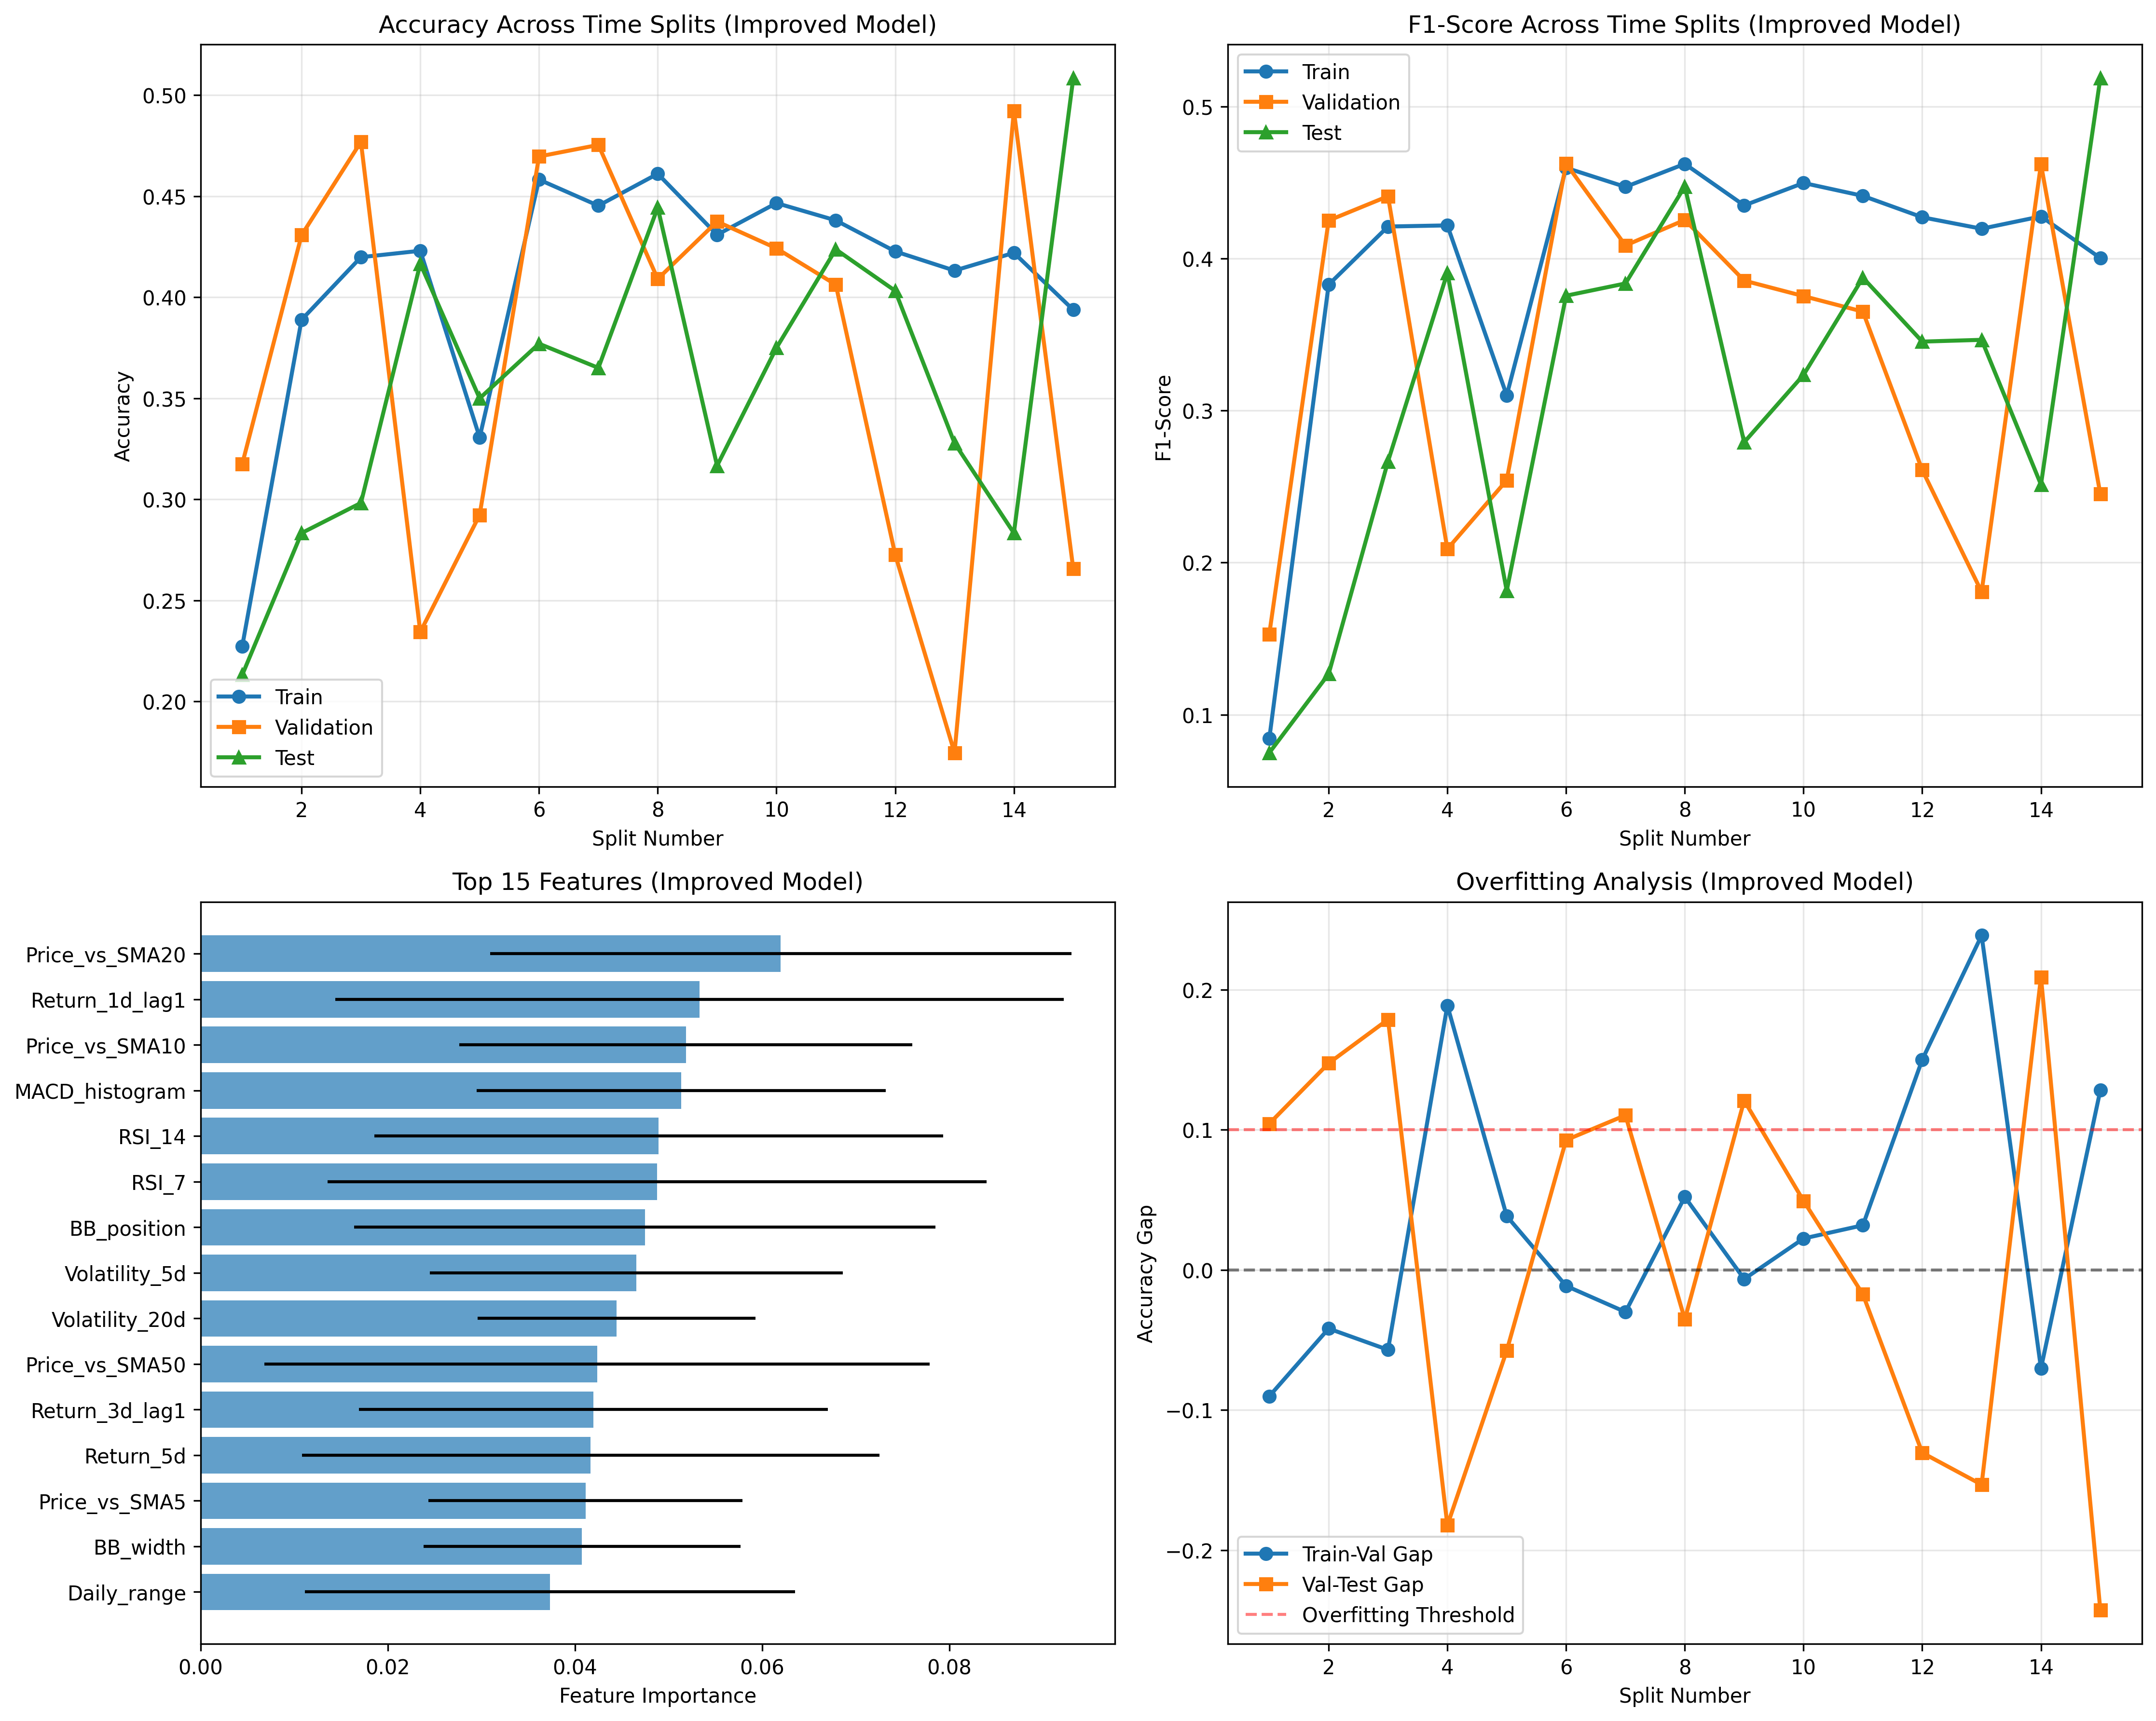 Accuracy Across Time Splits (Improved Model)
Accuracy
0.50
0.45
0.40
0.35
0.30
0.25
0.20
Train
Validation
Test
2 4 6 8 10 12 14
Split Number
F1-Score Across Time Splits (Improved Model)
F1-Score
Train
Validation
Test
0.5
0.4
0.3
0.2
0.1
2 4 6 8 10 12 14
Split Number
Top 15 Features (Improved Model)
Price_vs_SMA20
Return_1d_lag1
Price_vs_SMA10
MACD_histogram
RSI_14
RSI_7
BB_position
Volatility_5d
Volatility_20d
Price_vs_SMA50
Return_3d_lag1
Return_5d
Price_vs_SMA5
BB_width
Daily_range
0.00 0.02 0.04 0.06 0.08
Feature Importance
Overfitting Analysis (Improved Model)
Accuracy Gap
0.2
0.1
0.0
−0.1
−0.2
Train-Val Gap
Val-Test Gap
Overfitting Threshold
2 4 6 8 10 12 14
Split Number